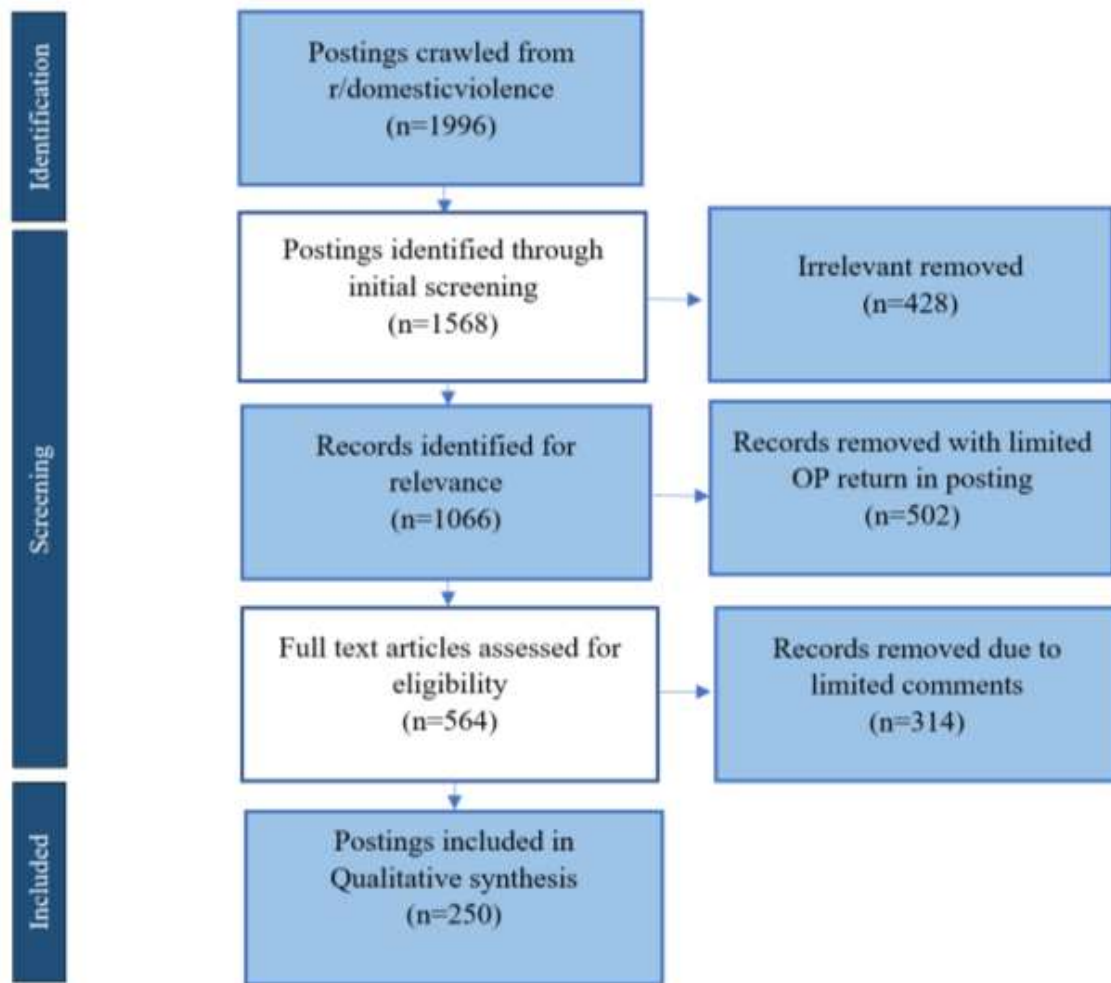 Identification
Postings crawled from
r/domesticviolence
(n=1996)
Screening
Postings identified through
initial screening
(n=1568)
Irrelevant removed
(n=428)
Records identified for
relevance
(n=1066)
Records removed with limited
OP return in posting
(n=502)
Full text articles assessed for
eligibility
(n=564)
Records removed due to
limited comments
(n=314)
Included
Postings included in
Qualitative synthesis
(n=250)